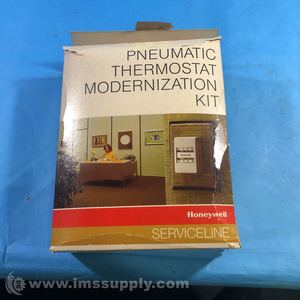 PNEUMATIC
THERMOSTAT
MODERNIZATION
KIT
Honeywell
SERVICELINE
© www.imssupply.com